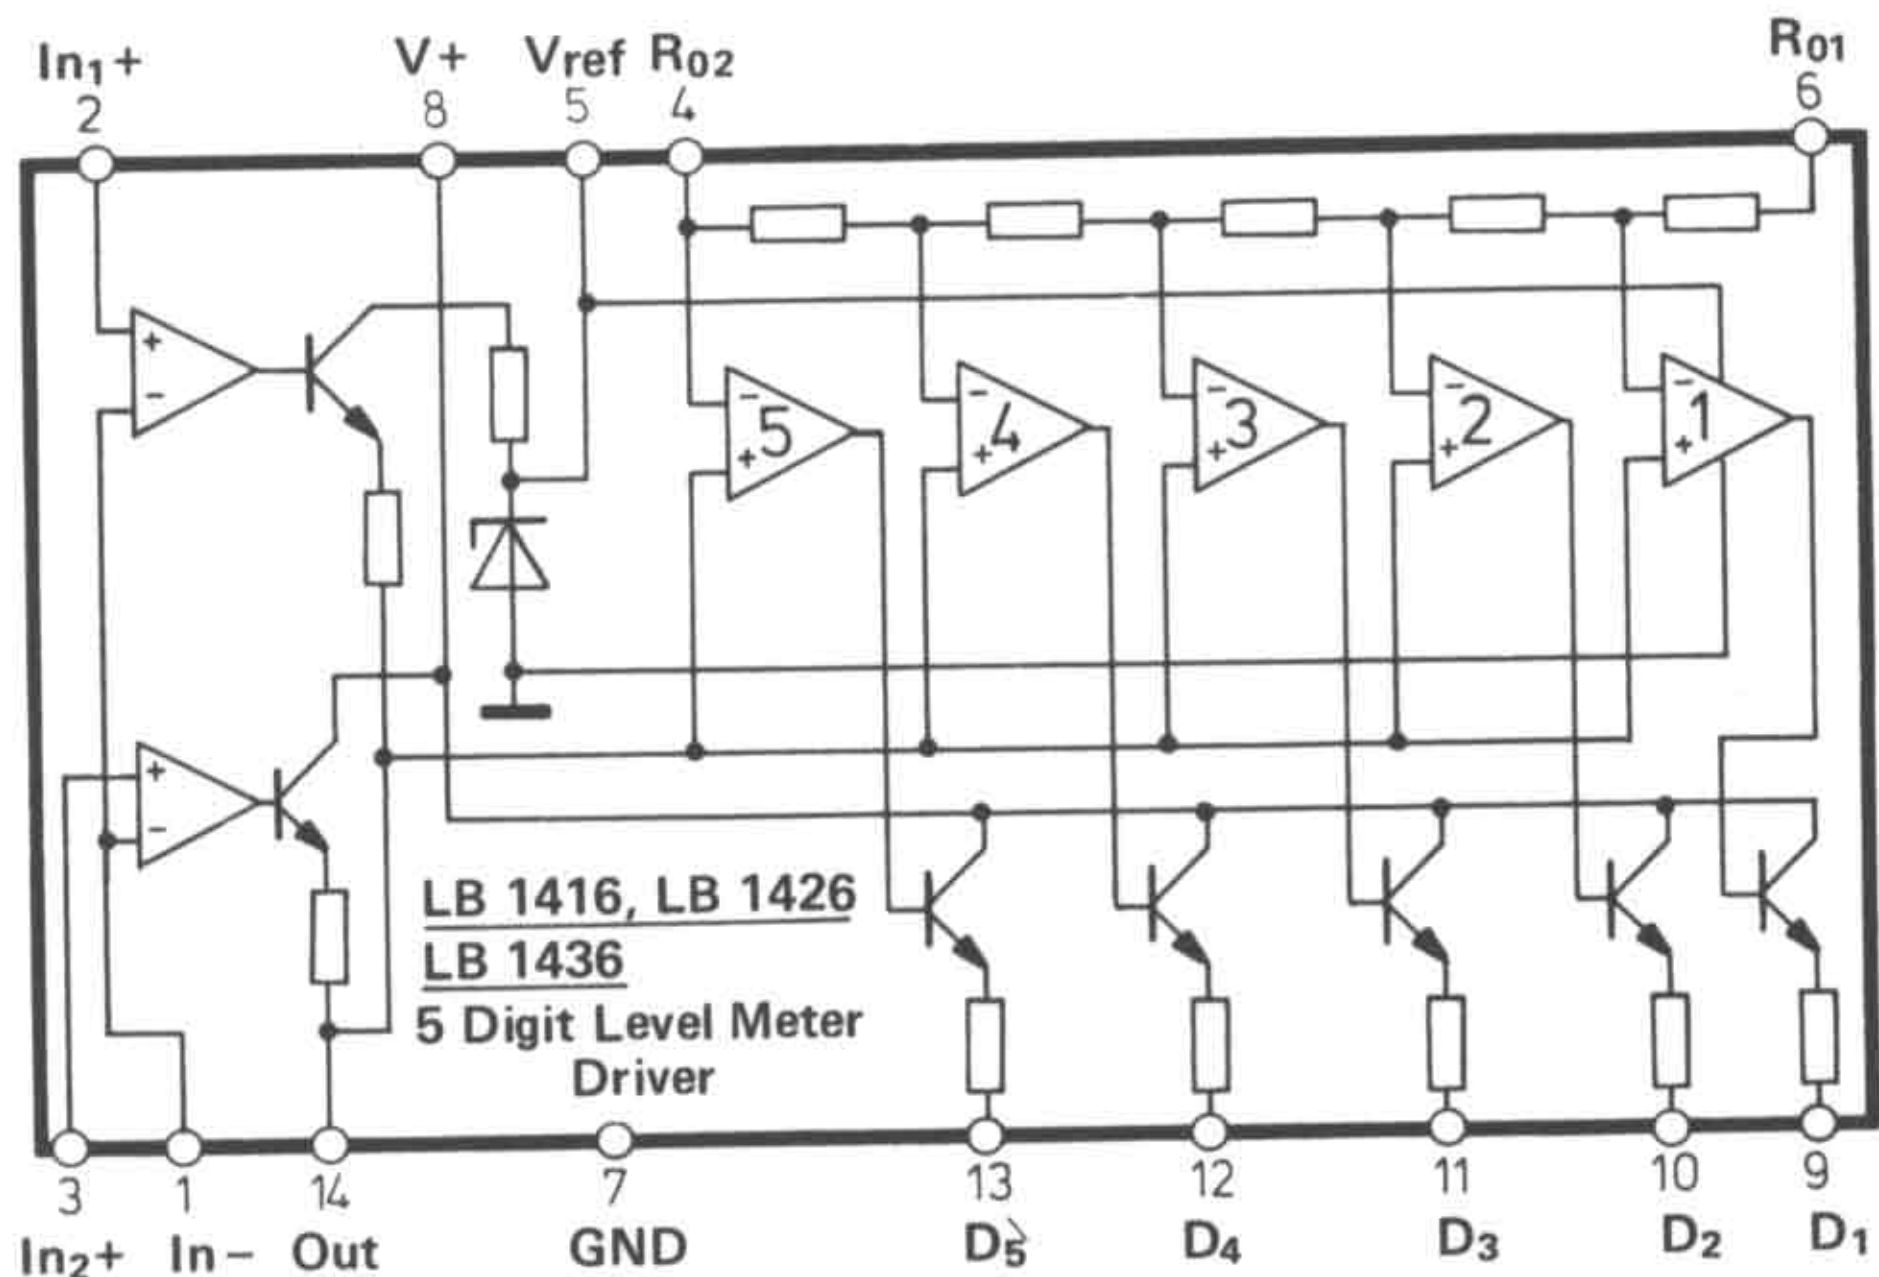 In₁+ V+ Vref R₀₂ R₀₁
2 8 5 4 6
+
-
- - - - -
5 4 3 2 1
+ + + + +
+
-
LB 1416, LB 1426
LB 1436
5 Digit Level Meter
Driver
3 1 14 7 13 12 11 10 9
In₂+ In- Out GND D₅ D₄ D₃ D₂ D₁